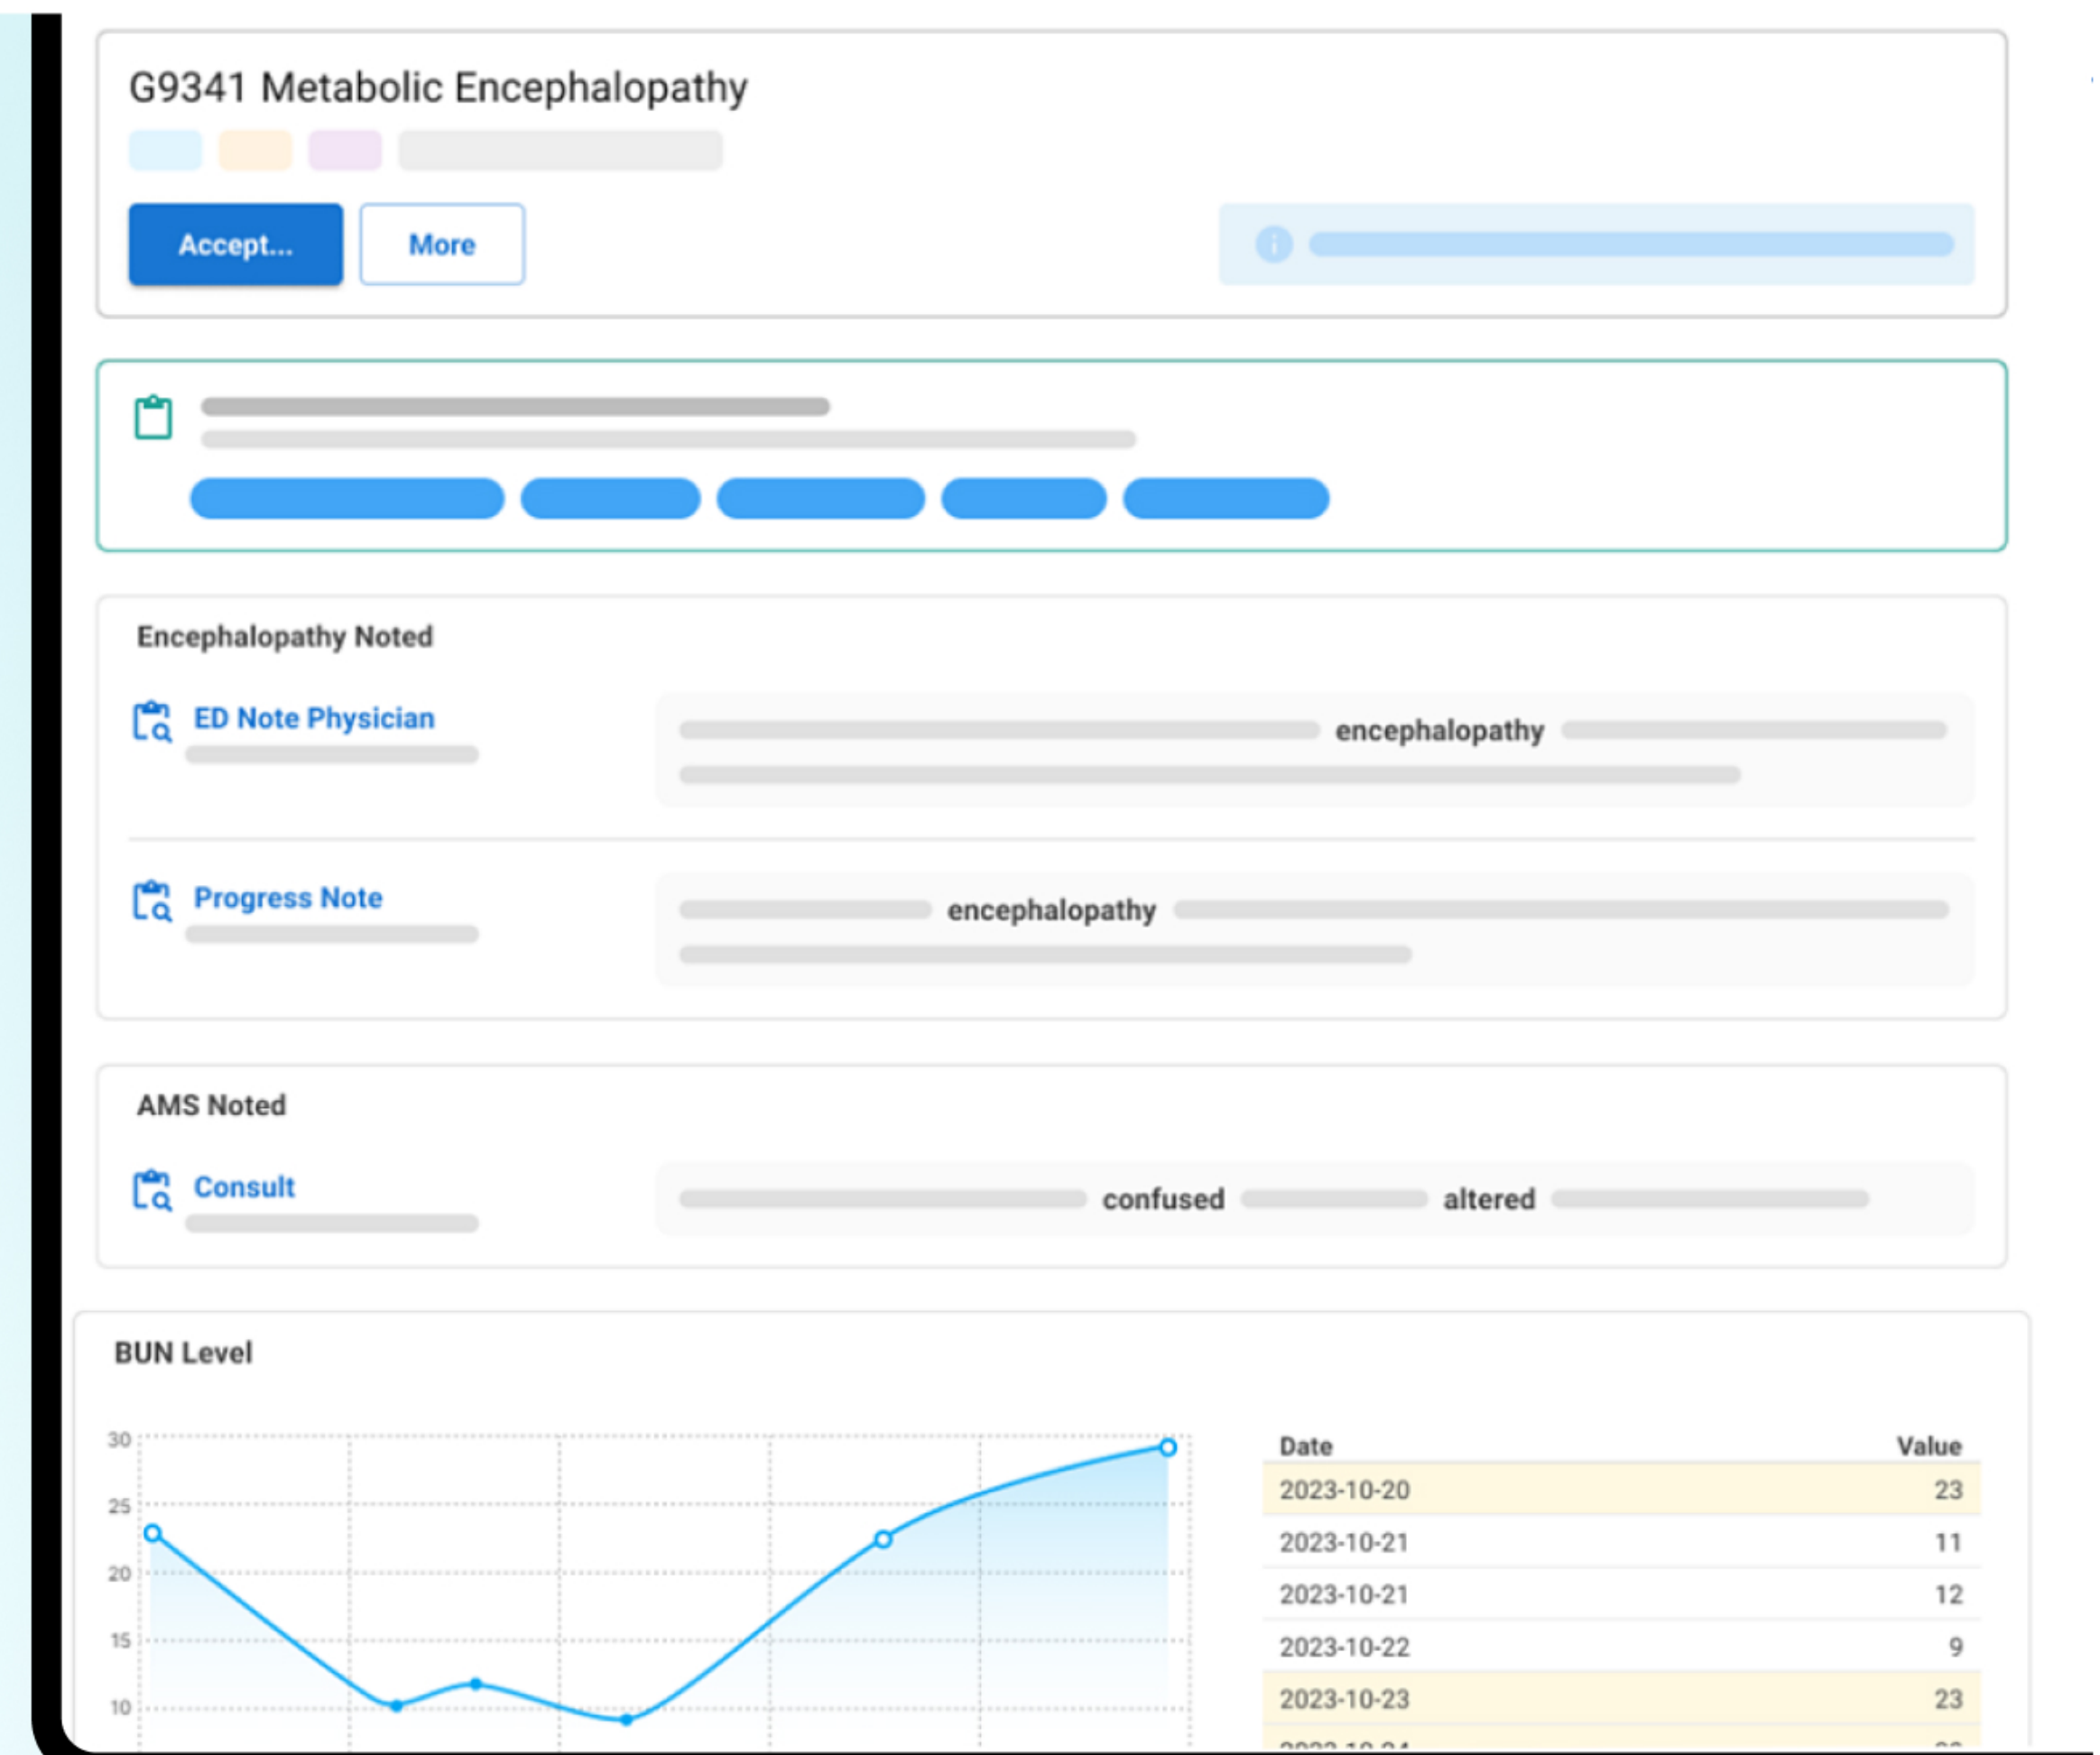 G9341 Metabolic Encephalopathy
Accept... More
Encephalopathy Noted
ED Note Physician
encephalopathy
Progress Note
encephalopathy
AMS Noted
Consult
confused altered
BUN Level
30
25
20
15
10
Date Value
2023-10-20 23
2023-10-21 11
2023-10-21 12
2023-10-22 9
2023-10-23 23